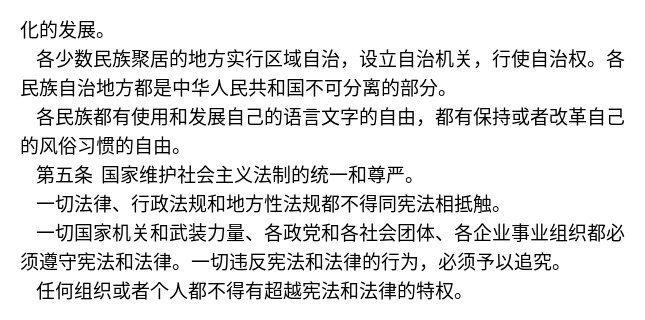 化的发展。
各少数民族聚居的地方实行区域自治，设立自治机关，行使自治权。各
民族自治地方都是中华人民共和国不可分离的部分。
各民族都有使用和发展自己的语言文字的自由，都有保持或者改革自己
的风俗习惯的自由。
第五条 国家维护社会主义法制的统一和尊严。
一切法律、行政法规和地方性法规都不得同宪法相抵触。
一切国家机关和武装力量、各政党和各社会团体、各企业事业组织都必
须遵守宪法和法律。一切违反宪法和法律的行为，必须予以追究。
任何组织或者个人都不得有超越宪法和法律的特权。